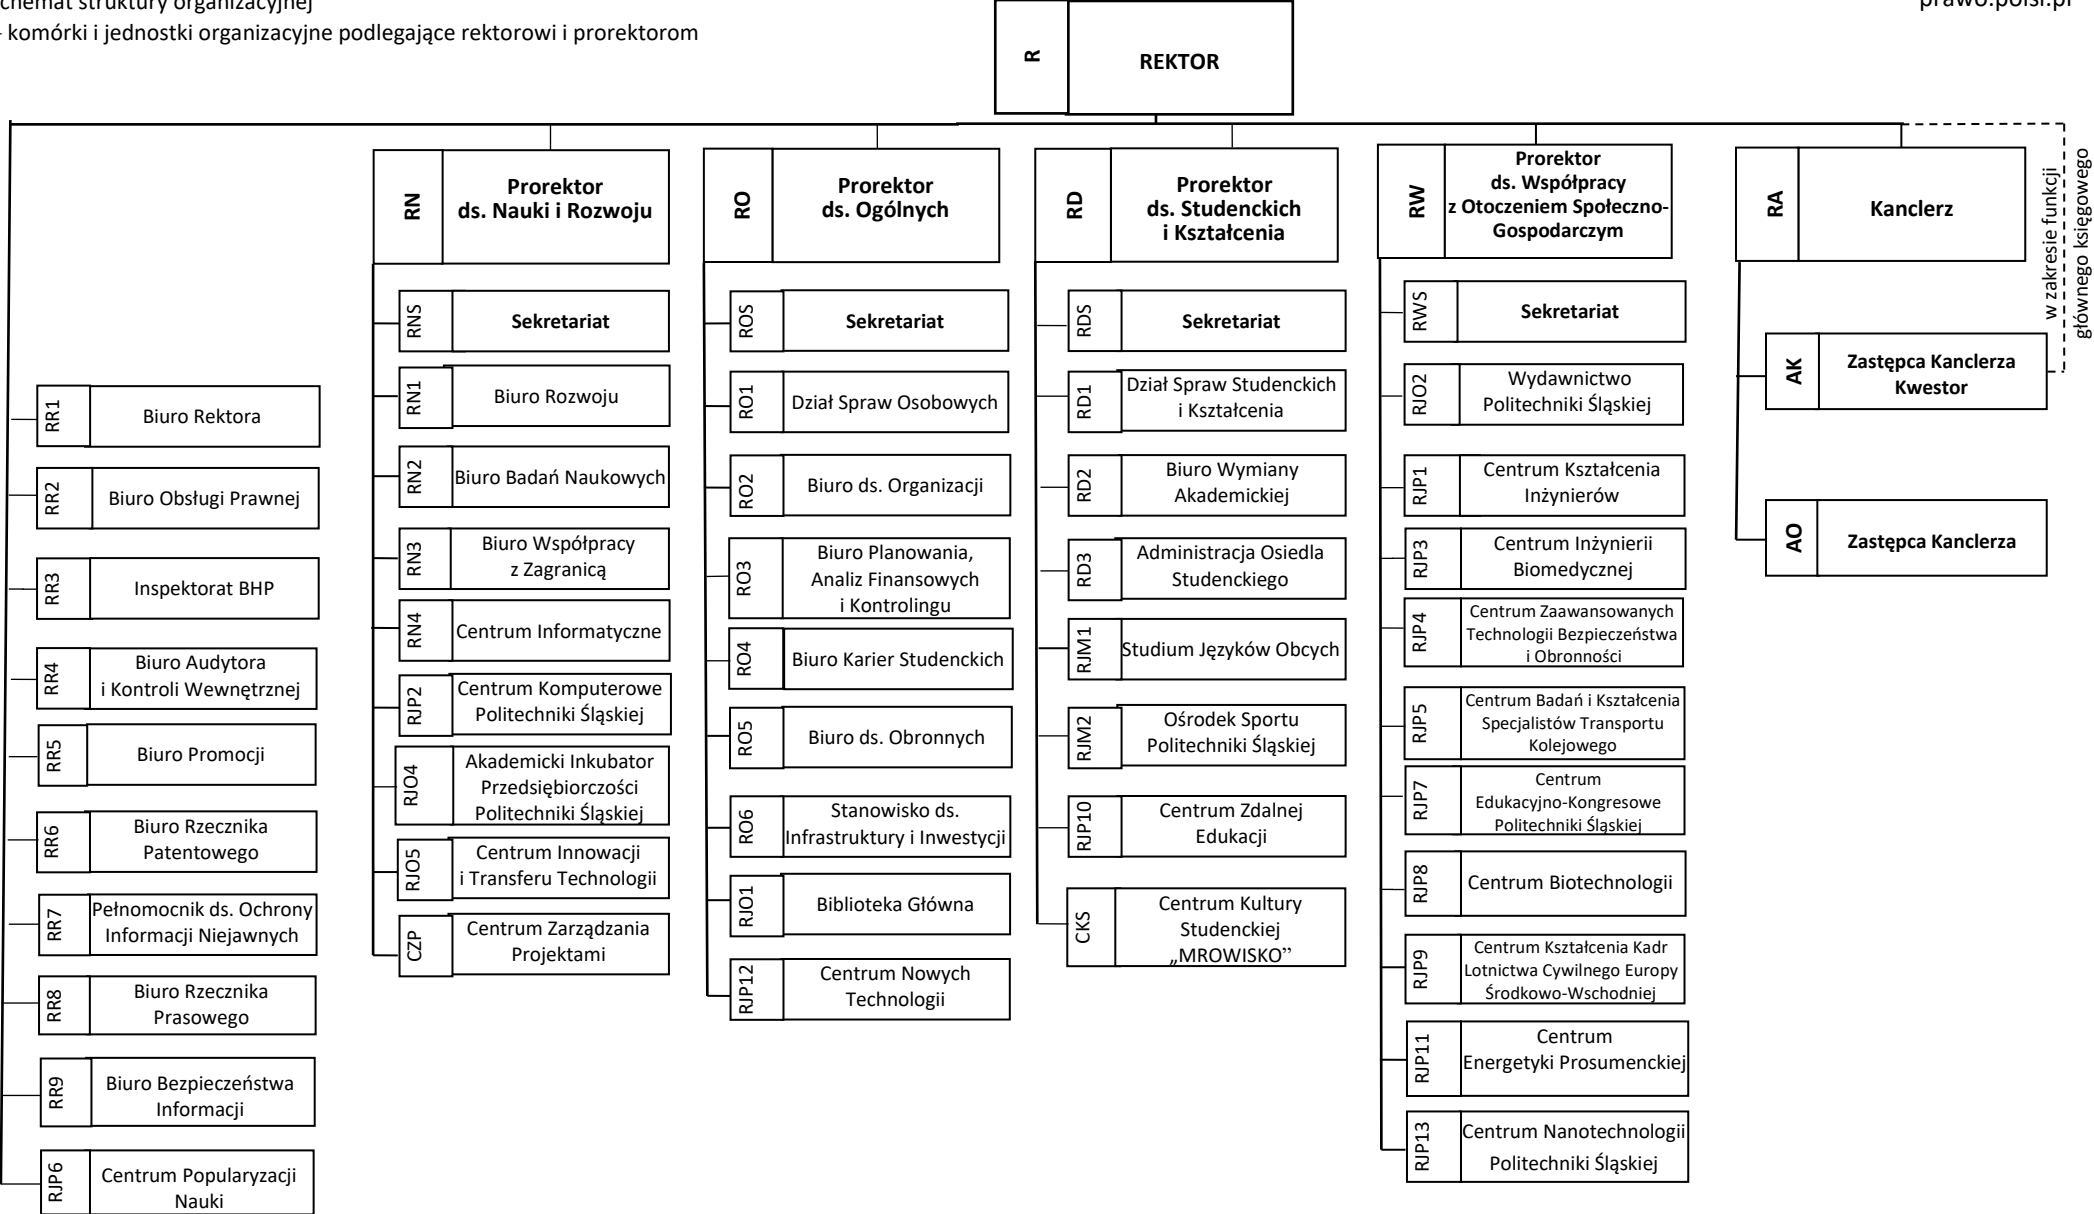 chemat struktury organizacyjnej
- komórki i jednostki organizacyjne podlegające rektorowi i prorektorom
prawo.polsl.pl
R
REKTOR
RR1
Biuro Rektora
RR2
Biuro Obsługi Prawnej
RR3
Inspektorat BHP
RR4
Biuro Audytora
i Kontroli Wewnętrznej
RR5
Biuro Promocji
RR6
Biuro Rzecznika
Patentowego
RR7
Pełnomocnik ds. Ochrony
Informacji Niejawnych
RR8
Biuro Rzecznika
Prasowego
RR9
Biuro Bezpieczeństwa
Informacji
RJP6
Centrum Popularyzacji
Nauki
RN
Prorektor
ds. Nauki i Rozwoju
RNS
Sekretariat
RN1
Biuro Rozwoju
RN2
Biuro Badań Naukowych
RN3
Biuro Współpracy
z Zagranicą
RN4
Centrum Informatyczne
RJP2
Centrum Komputerowe
Politechniki Śląskiej
RJO4
Akademicki Inkubator
Przedsiębiorczości
Politechniki Śląskiej
RJO5
Centrum Innowacji
i Transferu Technologii
CZP
Centrum Zarządzania
Projektami
RO
Prorektor
ds. Ogólnych
ROS
Sekretariat
RO1
Dział Spraw Osobowych
RO2
Biuro ds. Organizacji
RO3
Biuro Planowania,
Analiz Finansowych
i Kontrolingu
RO4
Biuro Karier Studenckich
RO5
Biuro ds. Obronnych
RO6
Stanowisko ds.
Infrastruktury i Inwestycji
RJO1
Biblioteka Główna
RJP12
Centrum Nowych
Technologii
RD
Prorektor
ds. Studenckich
i Kształcenia
RDS
Sekretariat
RD1
Dział Spraw Studenckich
i Kształcenia
RD2
Biuro Wymiany
Akademickiej
RD3
Administracja Osiedla
Studenckiego
RJM1
Studium Języków Obcych
RJM2
Ośrodek Sportu
Politechniki Śląskiej
RJP10
Centrum Zdalnej
Edukacji
CKS
Centrum Kultury
Studenckiej
„MROWISKO”
RW
Prorektor
ds. Współpracy
z Otoczeniem Społeczno-
Gospodarczym
RWS
Sekretariat
RJO2
Wydawnictwo
Politechniki Śląskiej
RJP1
Centrum Kształcenia
Inżynierów
RJP3
Centrum Inżynierii
Biomedycznej
RJP4
Centrum Zaawansowanych
Technologii Bezpieczeństwa
i Obronności
RJP5
Centrum Badań i Kształcenia
Specjalistów Transportu
Kolejowego
RJP7
Centrum
Edukacyjno-Kongresowe
Politechniki Śląskiej
RJP8
Centrum Biotechnologii
RJP9
Centrum Kształcenia Kadr
Lotnictwa Cywilnego Europy
Środkowo-Wschodniej
RJP11
Centrum
Energetyki Prosumenckiej
RJP13
Centrum Nanotechnologii
Politechniki Śląskiej
RA
Kanclerz
AK
Zastępca Kanclerza
Kwestor
AO
Zastępca Kanclerza
w zakresie funkcji
głównego księgowego